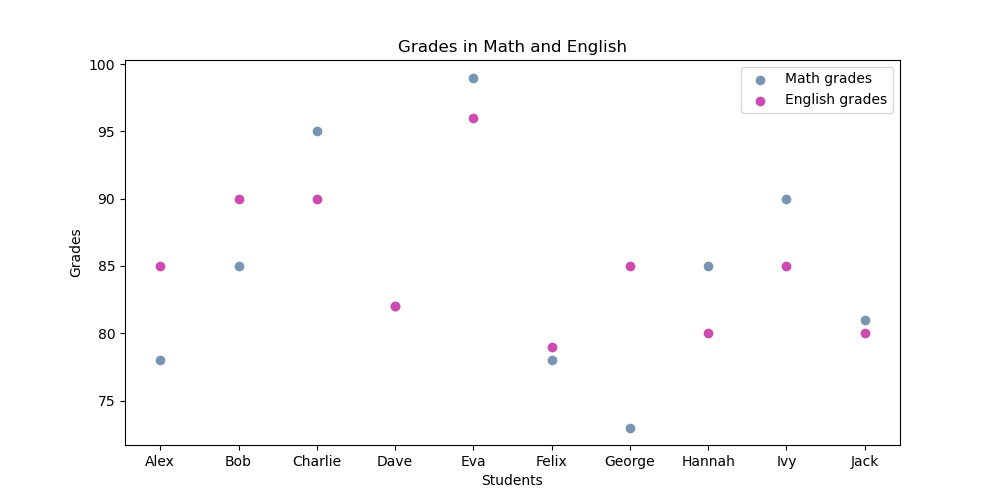 Grades in Math and English
Math grades
English grades
Grades
100
95
90
85
80
75
Alex Bob Charlie Dave Eva Felix George Hannah Ivy Jack
Students